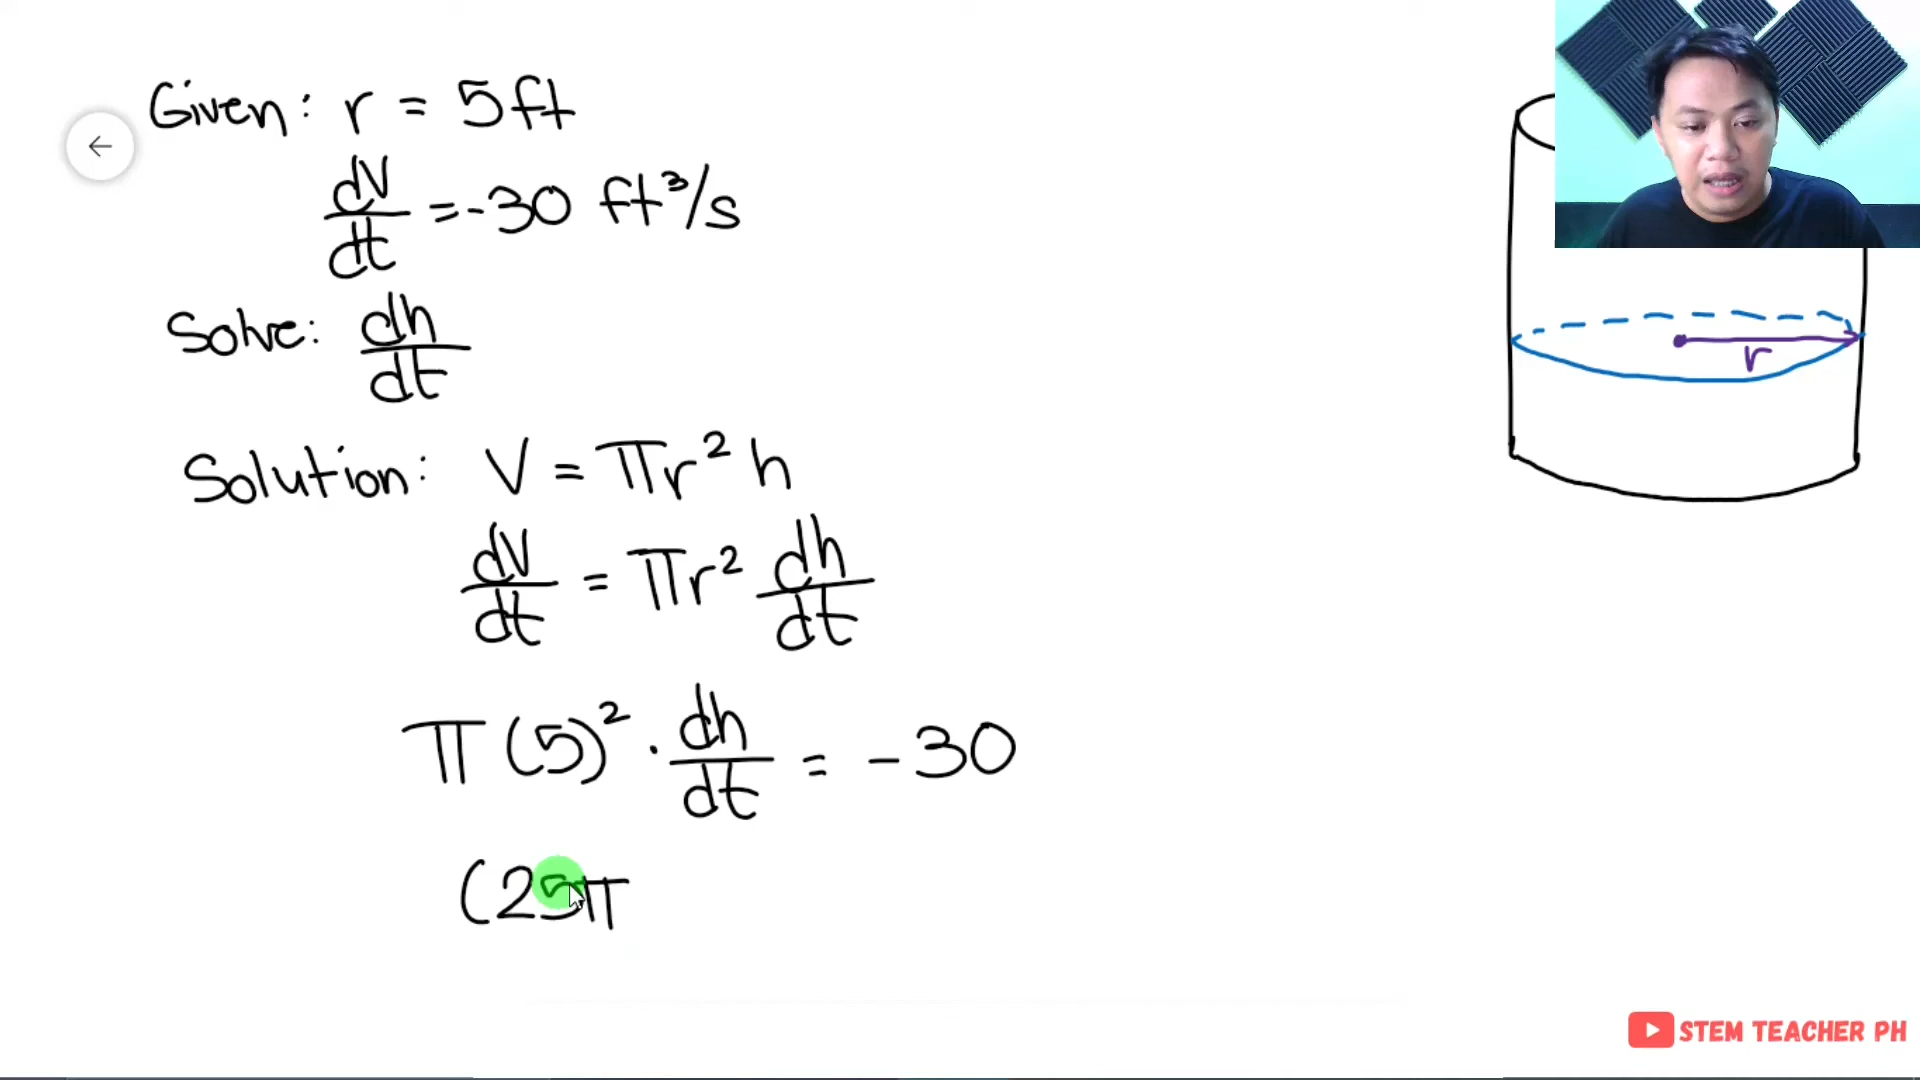 Given: r = 5ft
dV/dt = -30 ft³/s
Solve: dh/dt
Solution: V = πr²h
dV/dt = πr² dh/dt
π(5)² · dh/dt = -30
(25π
r
STEM TEACHER PH